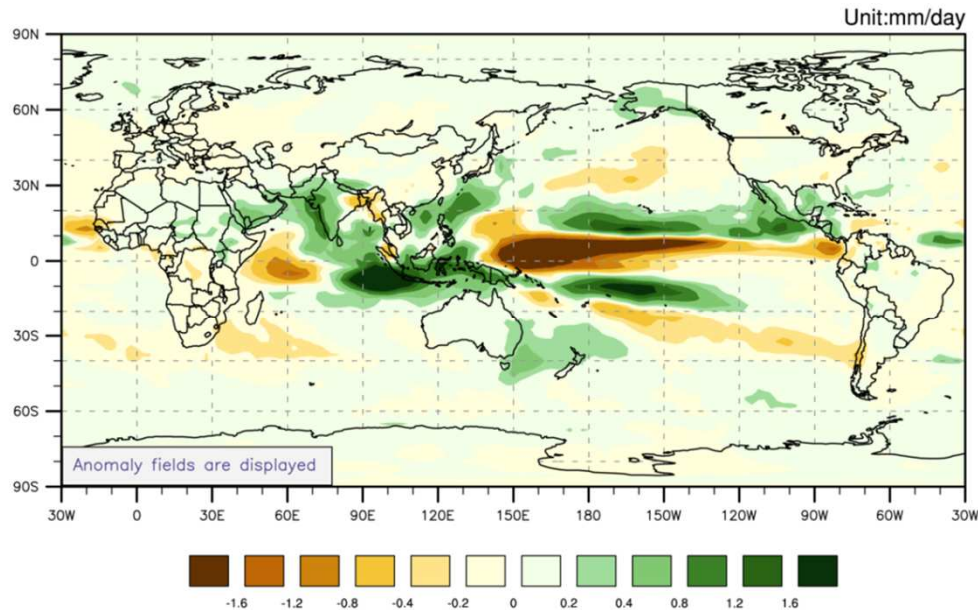 Unit:mm/day
90N
60N
30N
0
30S
60S
90S
Anomaly fields are displayed
30W 0 30E 60E 90E 120E 150E 180 150W 120W 90W 60W 30W
-1.6 -1.2 -0.8 -0.4 -0.2 0 0.2 0.4 0.8 1.2 1.6